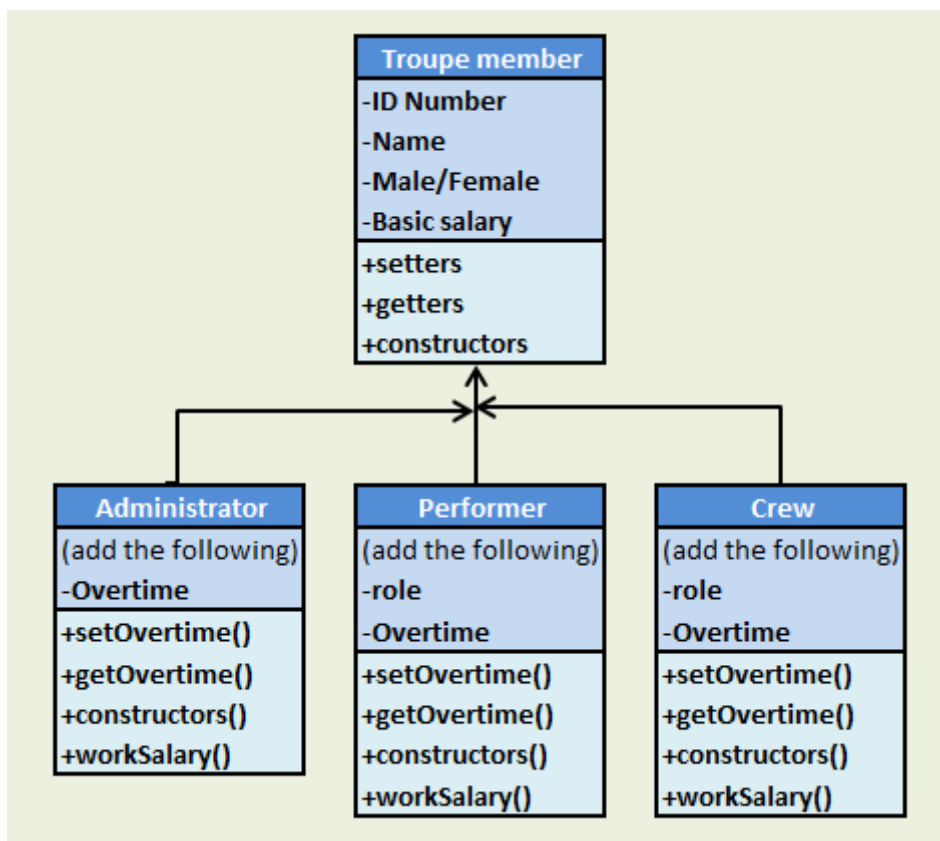 Troupe member
-ID Number
-Name
-Male/Female
-Basic salary
+setters
+getters
+constructors
Administrator
(add the following)
-Overtime
+setOvertime()
+getOvertime()
+constructors()
+workSalary()
Performer
(add the following)
-role
-Overtime
+setOvertime()
+getOvertime()
+constructors()
+workSalary()
Crew
(add the following)
-role
-Overtime
+setOvertime()
+getOvertime()
+constructors()
+workSalary()